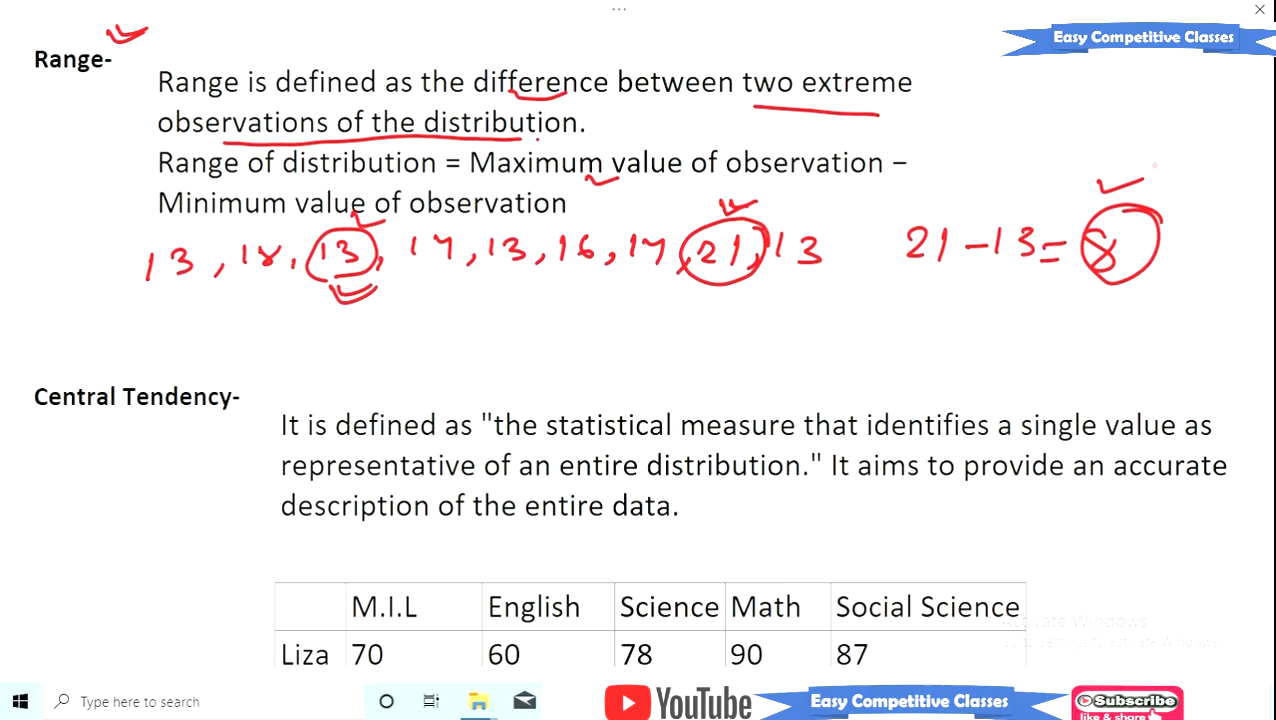 Easy Competitive Classes
Range-
Range is defined as the difference between two extreme
observations of the distribution.
Range of distribution = Maximum value of observation –
Minimum value of observation
13, 18, 13, 14, 13, 16, 14, 21, 13 21-13=8
Central Tendency-
It is defined as "the statistical measure that identifies a single value as
representative of an entire distribution." It aims to provide an accurate
description of the entire data.
M.I.L English Science Math Social Science
Activate Windows
Liza 70 60 78 90 87
Type here to search
YOUTUBE
Easy Competitive Classes
Subscribe
like & share